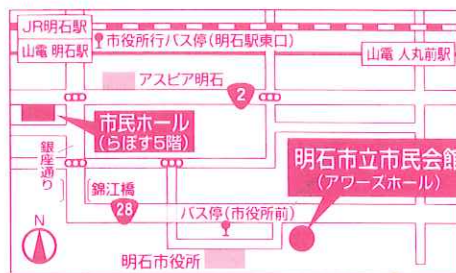 JR明石駅
山電 明石駅
市役所行バス停(明石駅東口)
山電 人丸前駅
アスピア明石
2
市民ホール
(らぽす5階)
銀座通り
明石市立市民会館
(アワーズホール)
錦江橋
28
バス停(市役所前)
N
明石市役所